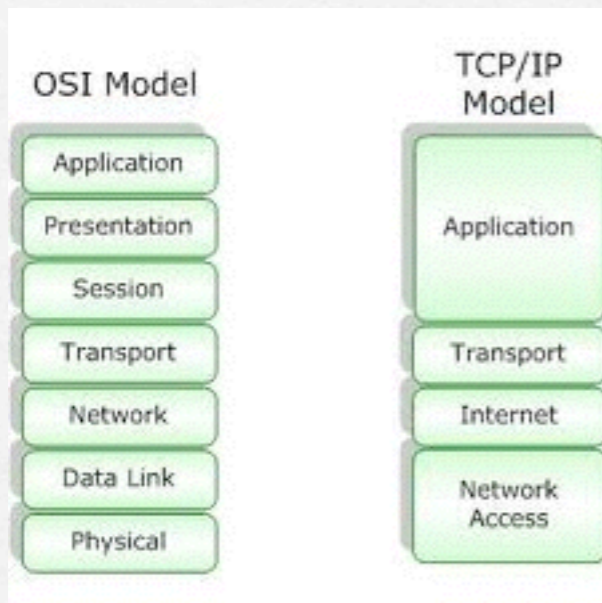 OSI Model
Application
Presentation
Session
Transport
Network
Data Link
Physical
TCP/IP
Model
Application
Transport
Internet
Network
Access